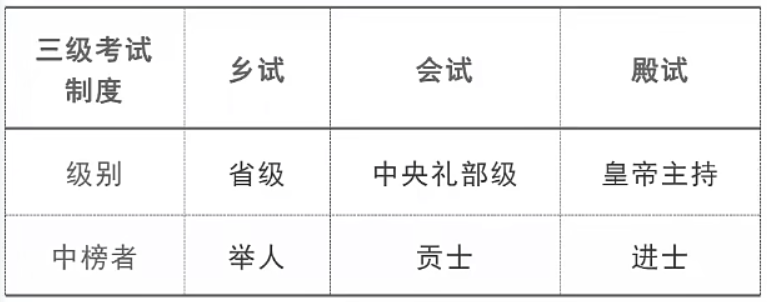 三级考试
制度
乡试
会试
殿试
级别
省级
中央礼部级
皇帝主持
中榜者
举人
贡士
进士